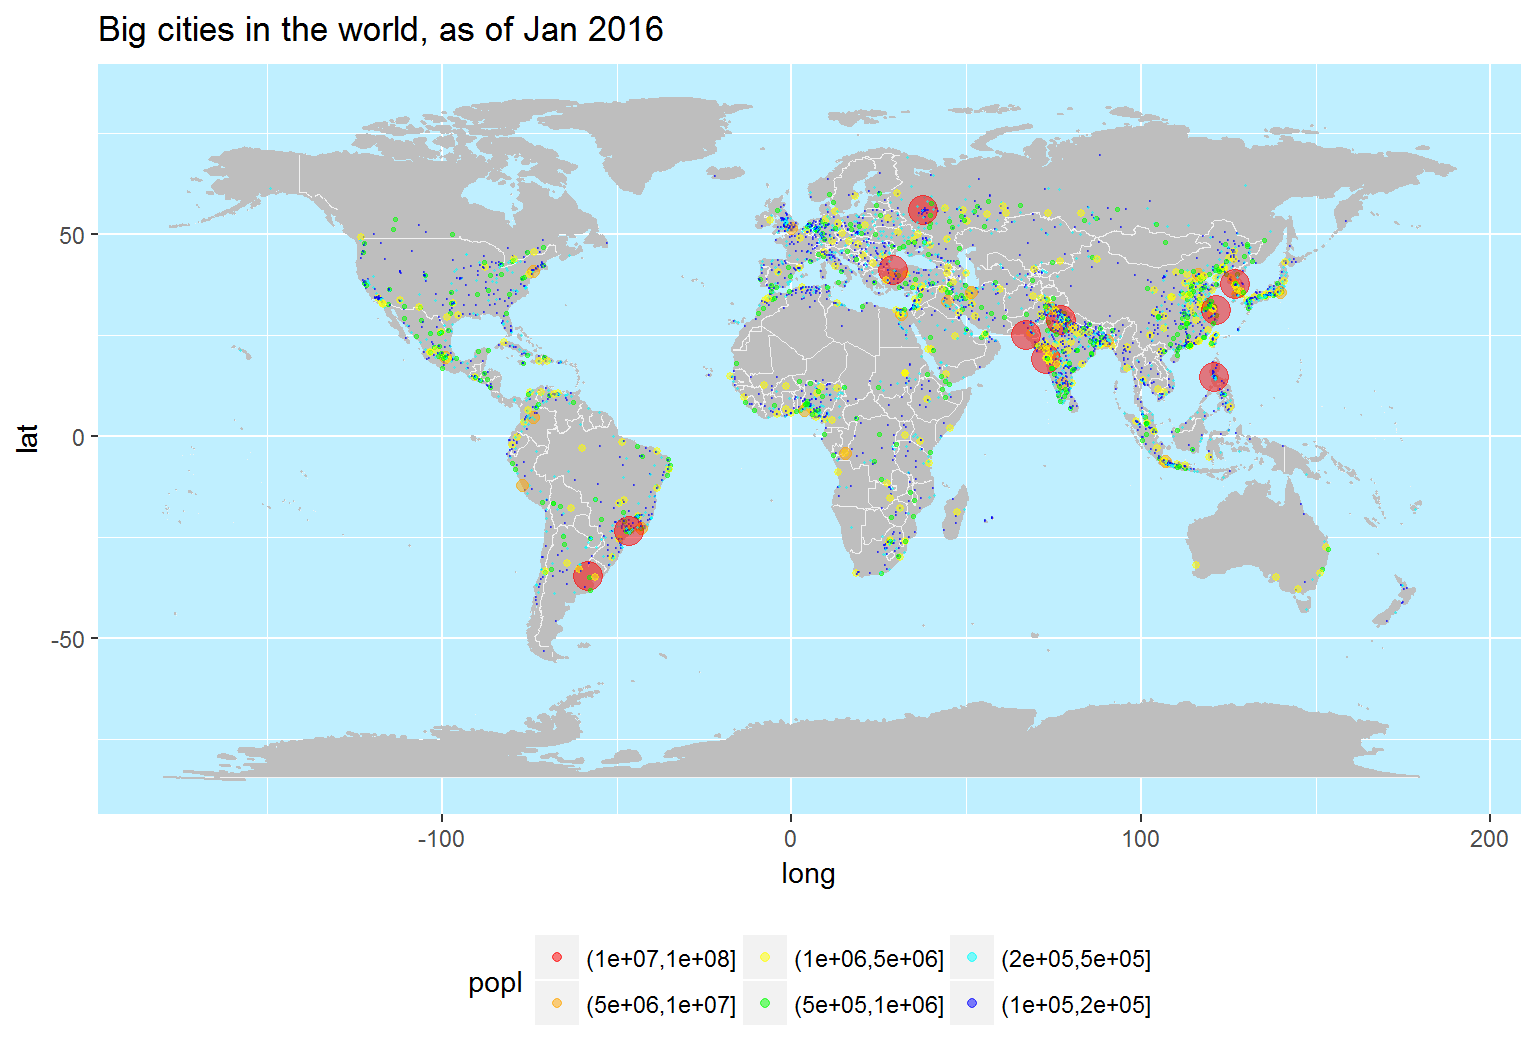 Big cities in the world, as of Jan 2016
50
0
-50
lat
-100 0 100 200
long
popl
(1e+07,1e+08] (1e+06,5e+06] (2e+05,5e+05]
(5e+06,1e+07] (5e+05,1e+06] (1e+05,2e+05]